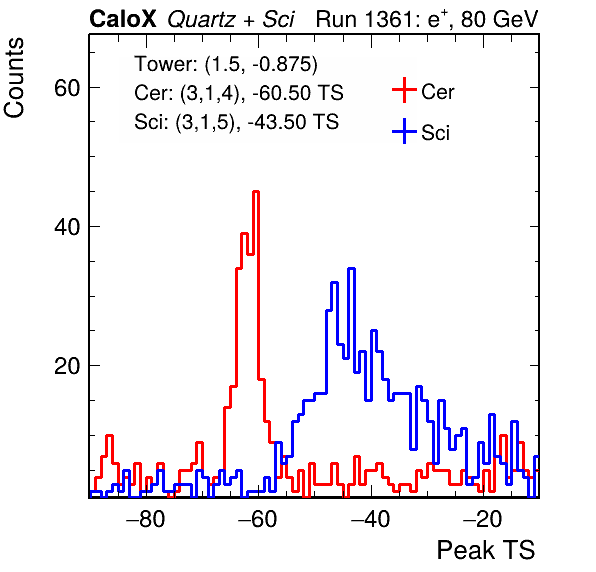 CaloX Quartz + Sci Run 1361: e⁺, 80 GeV
Counts
Tower: (1.5, -0.875)
Cer: (3,1,4), -60.50 TS
Sci: (3,1,5), -43.50 TS
Cer
Sci
60
40
20
−80 −60 −40 −20
Peak TS